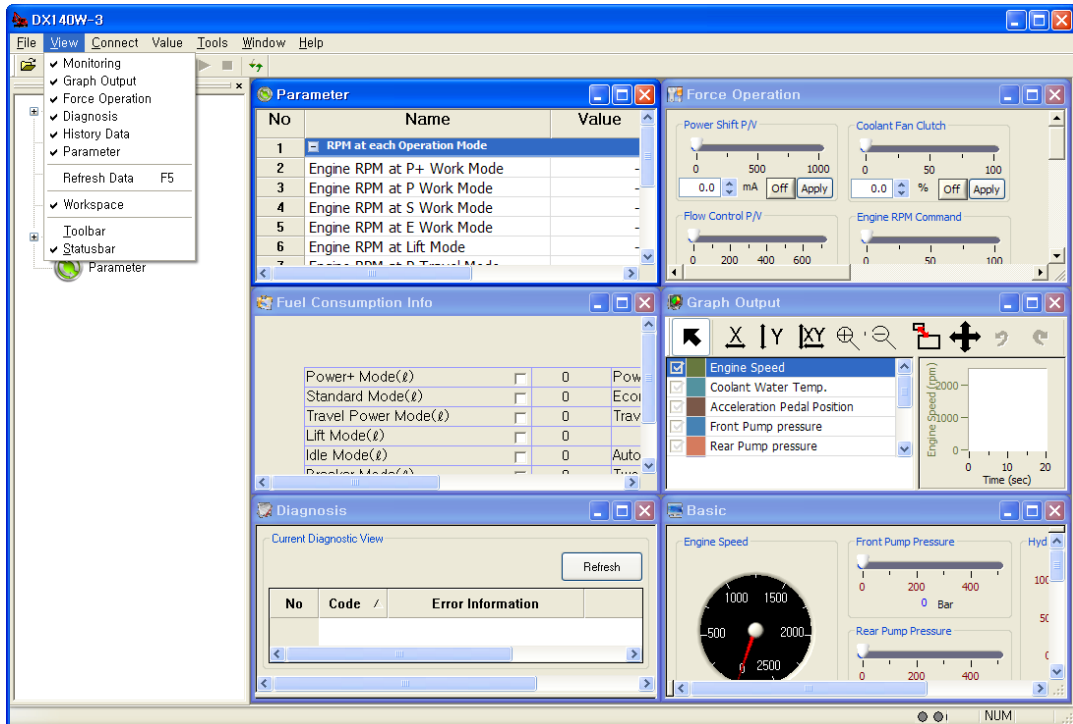 DX140W-3
File View Connect Value Tools Window Help
Monitoring
Graph Output
Force Operation
Diagnosis
History Data
Parameter
Refresh Data F5
Workspace
Toolbar
Statusbar
Parameter
Parameter
No Name Value
1 RPM at each Operation Mode
2 Engine RPM at P+ Work Mode -
3 Engine RPM at P Work Mode -
4 Engine RPM at S Work Mode -
5 Engine RPM at E Work Mode -
6 Engine RPM at Lift Mode -
Force Operation
Power Shift P/V
0 500 1000
0.0 mA Off Apply
Coolant Fan Clutch
0 50 100
0.0 % Off Apply
Flow Control P/V
0 200 400 600
Engine RPM Command
0 50 100
Fuel Consumption Info
Power+ Mode(ℓ) 0 Pow
Standard Mode(ℓ) 0 Econ
Travel Power Mode(ℓ) 0 Trav
Lift Mode(ℓ) 0
Idle Mode(ℓ) 0 Auto
Graph Output
X Y XY
Engine Speed
Coolant Water Temp.
Acceleration Pedal Position
Front Pump pressure
Rear Pump pressure
Engine Speed (rpm)
2000
1000
0
0 10 20
Time (sec)
Diagnosis
Current Diagnostic View
Refresh
No Code Error Information
Basic
Engine Speed
0 500 1000 1500 2000 2500
Front Pump Pressure
0 200 400
0 Bar
Rear Pump Pressure
0 200 400
Hyd
100
50
NUM